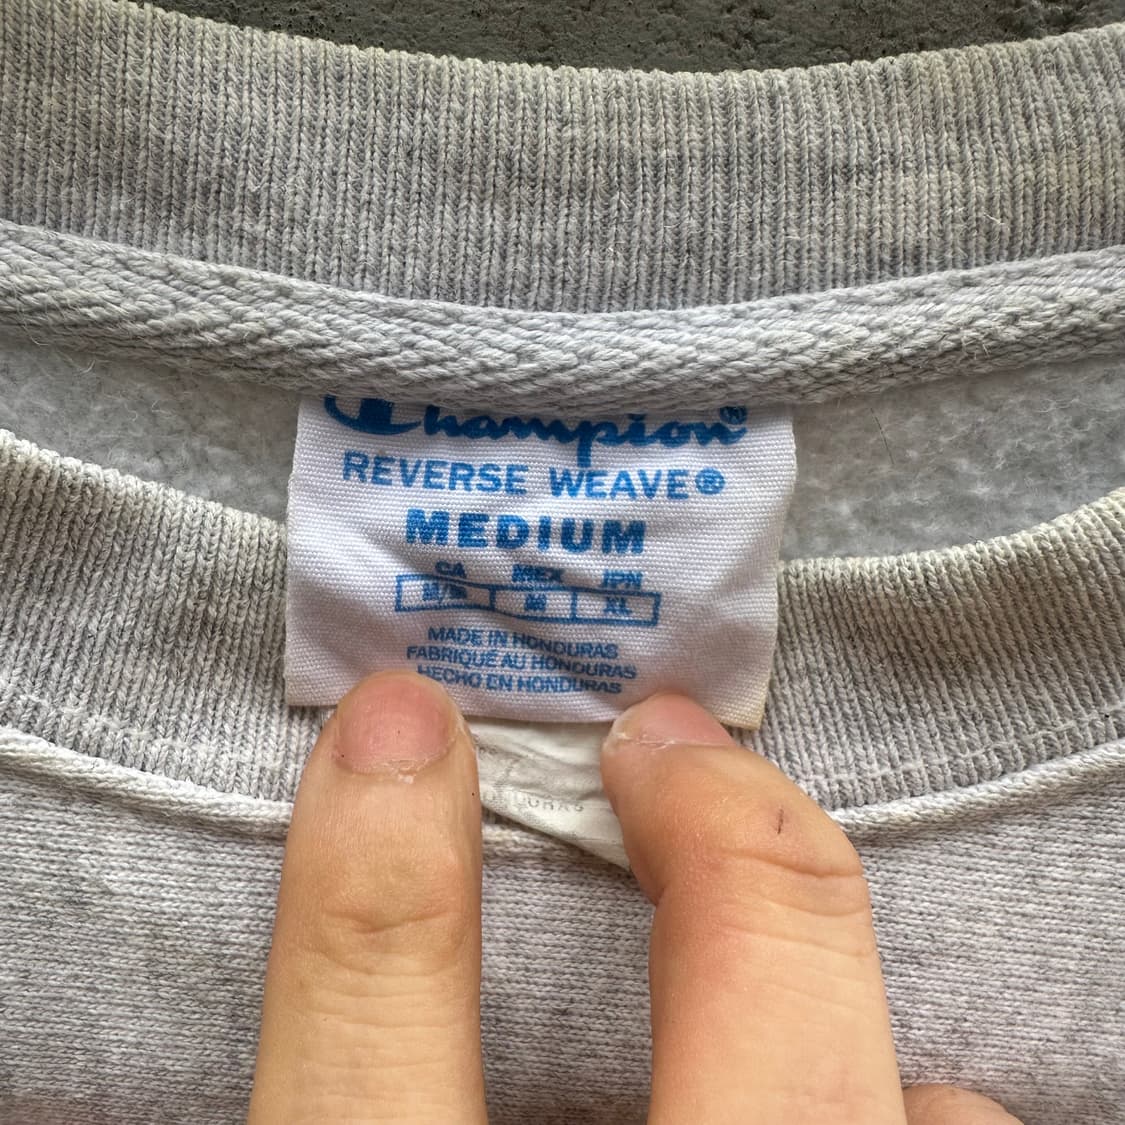 Champion®
REVERSE WEAVE®
MEDIUM
CA MEX JPN
M XL
MADE IN HONDURAS
FABRIQUÉ AU HONDURAS
HECHO EN HONDURAS